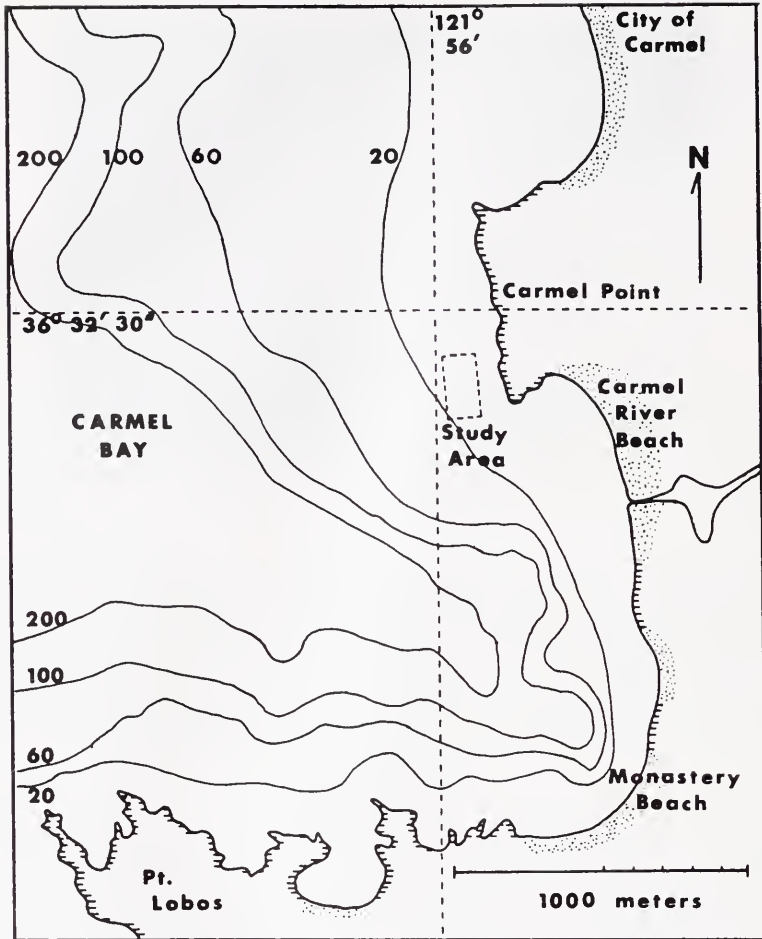 121°
56′
City of
Carmel
200
100
60
20
N
Carmel Point
36° 32′ 30″
CARMEL
BAY
Study
Area
Carmel
River
Beach
200
100
60
20
Monastery
Beach
Pt.
Lobos
1000 meters